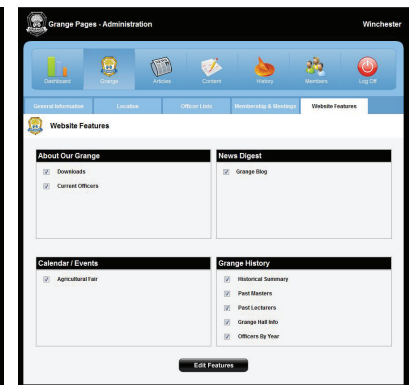 Grange Pages - Administration
Winchester
Dashboard Grange Articles Content History Members Log Off
General Information Location Officer Lists Membership & Meetings Website Features
Website Features
About Our Grange
Downloads
Current Officers
News Digest
Grange Blog
Calendar / Events
Agricultural Fair
Grange History
Historical Summary
Past Masters
Past Lecturers
Grange Hall Info
Officers By Year
Edit Features